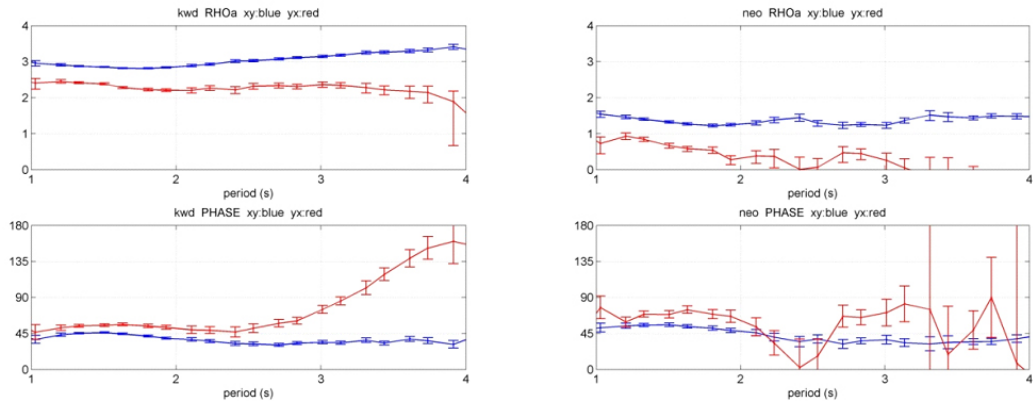 kwd RHOa xy:blue yx:red
4
3
2
1
0
1 2 3 4
period (s)
neo RHOa xy:blue yx:red
4
3
2
1
0
1 2 3 4
period (s)
kwd PHASE xy:blue yx:red
180
135
90
45
0
1 2 3 4
period (s)
neo PHASE xy:blue yx:red
180
135
90
45
0
1 2 3 4
period (s)